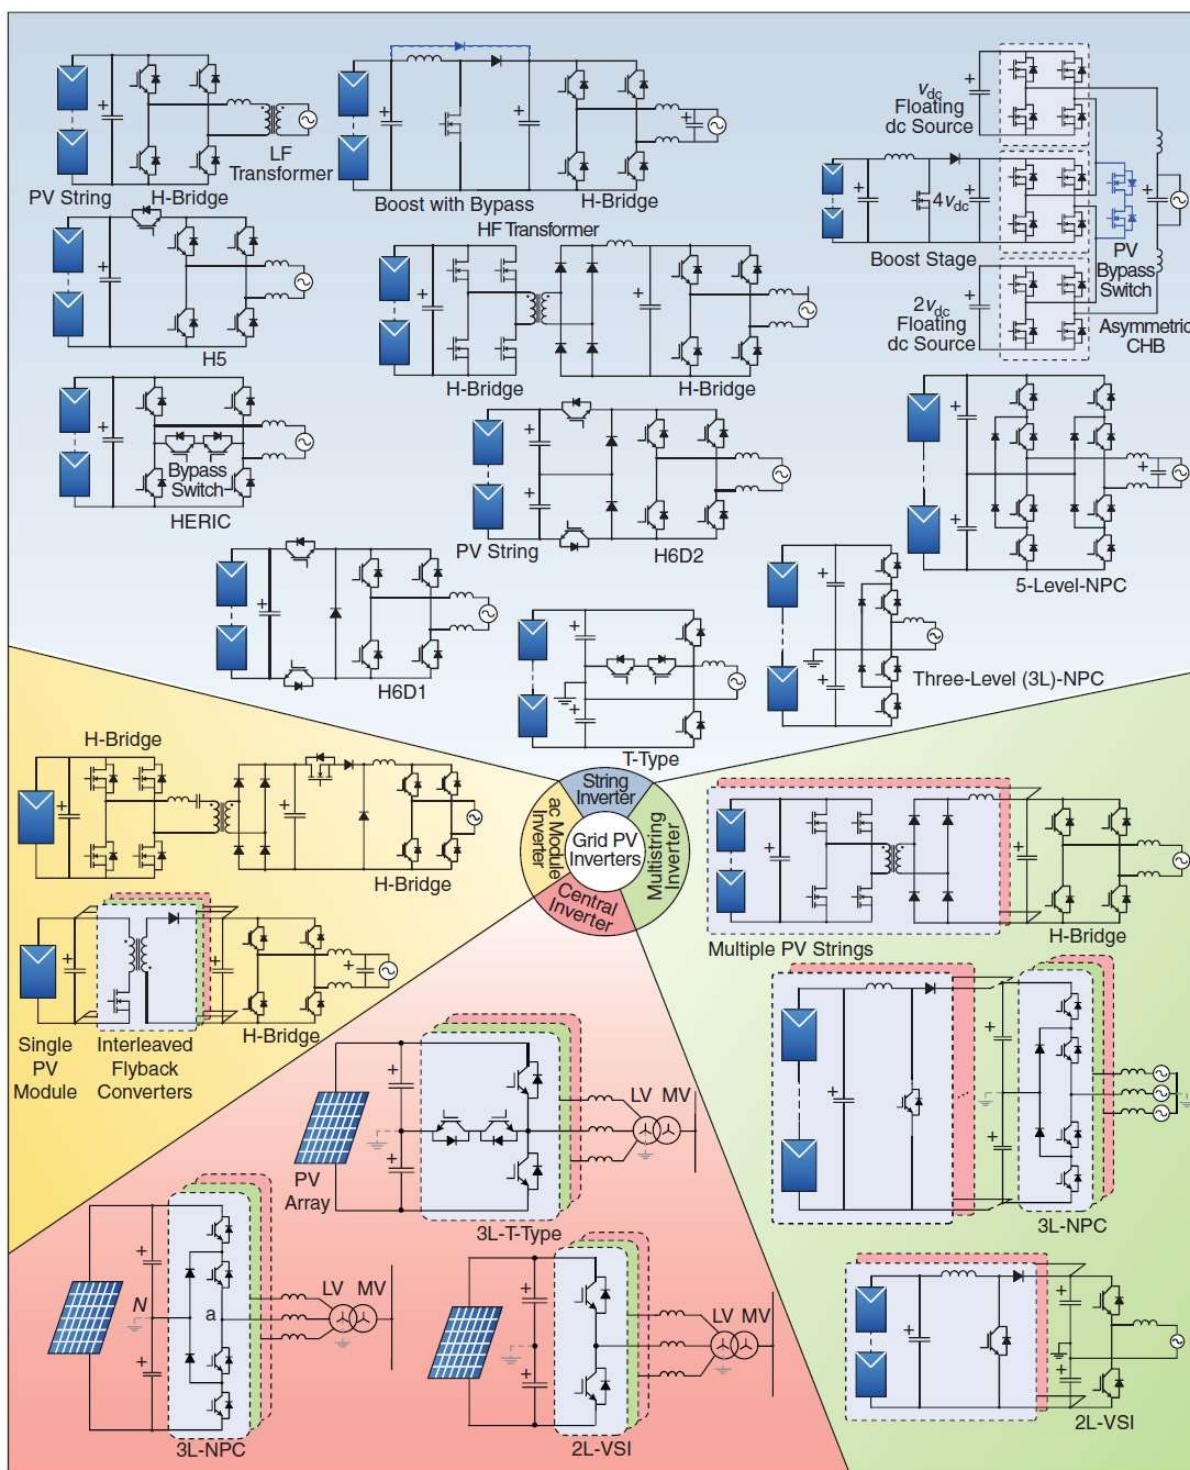 LF
Transformer
PV String
H-Bridge
Boost with Bypass
H-Bridge
HF Transformer
H-Bridge
H-Bridge
+
v_dc
Floating
dc Source
4v_dc
Boost Stage
PV
Bypass
Switch
2v_dc
Floating
dc Source
Asymmetric
CHB
H5
Bypass
Switch
HERIC
PV String
H6D2
5-Level-NPC
H6D1
T-Type
Three-Level (3L)-NPC
H-Bridge
H-Bridge
Single
PV
Module
Interleaved
Flyback
Converters
H-Bridge
String
Inverter
ac Module
Inverter
Grid PV
Inverters
Multistring
Inverter
Central
Inverter
Multiple PV Strings
H-Bridge
3L-NPC
2L-VSI
PV
Array
LV MV
3L-T-Type
N
a
LV MV
3L-NPC
LV MV
2L-VSI